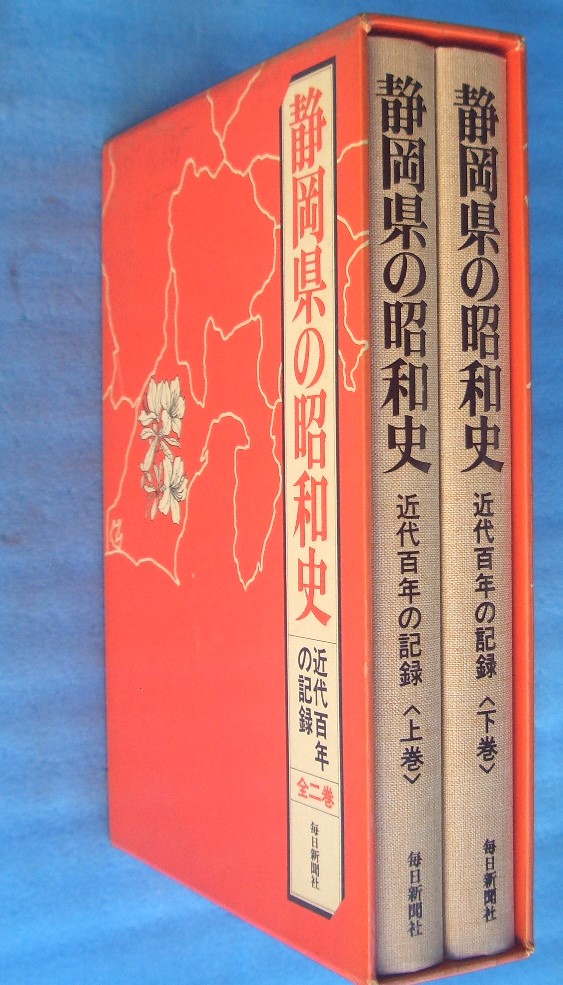 静岡県の昭和史
近代百年
の記録
全二巻
毎日新聞社
静岡県の昭和史
近代百年の記録〈上巻〉
毎日新聞社
静岡県の昭和史
近代百年の記録〈下巻〉
毎日新聞社